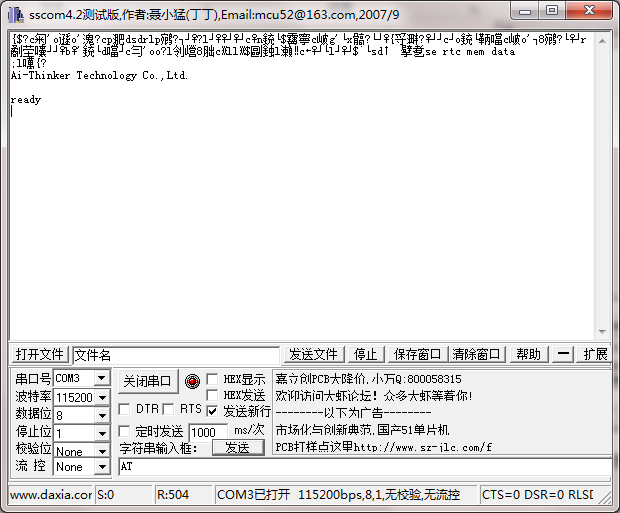 sscom4.2测试版,作者:聂小猛(丁丁),Email:mcu52@163.com,2007/9
se rtc mem data
Ai-Thinker Technology Co.,Ltd.
ready
打开文件 文件名 发送文件 停止 保存窗口 清除窗口 帮助 — 扩展
串口号 COM3 关闭串口 HEX显示
波特率 115200 HEX发送
数据位 8 DTR RTS 发送新行
停止位 1 定时发送 1000 ms/次
校验位 None 字符串输入框: 发送
流 控 None AT
嘉立创PCB大降价,小万Q:800058315
欢迎访问大虾论坛! 众多大虾等着你!
--------以下为广告--------
市场化与创新典范,国产51单片机
PCB打样点这里http://www.sz-jlc.com/f
www.daxia.cor S:0 R:504 COM3已打开 115200bps,8,1,无校验,无流控 CTS=0 DSR=0 RLSD